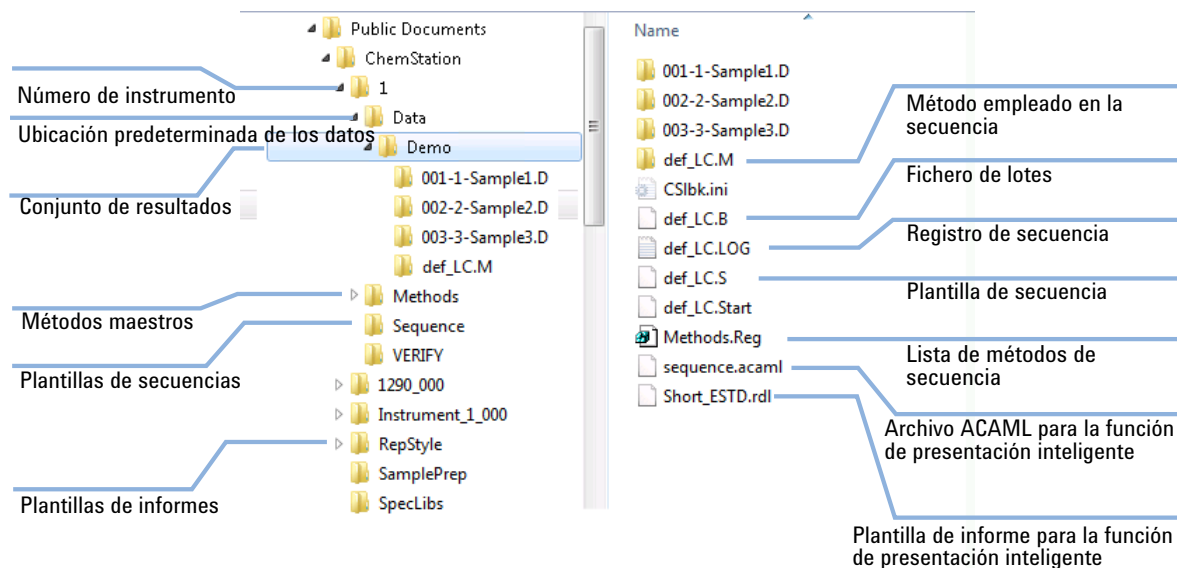 Número de instrumento
Ubicación predeterminada de los datos
Conjunto de resultados
Métodos maestros
Plantillas de secuencias
Plantillas de informes
Public Documents
ChemStation
1
Data
Demo
001-1-Sample1.D
002-2-Sample2.D
003-3-Sample3.D
def_LC.M
Methods
Sequence
VERIFY
1290_000
Instrument_1_000
RepStyle
SamplePrep
SpecLibs
Name
001-1-Sample1.D
002-2-Sample2.D
003-3-Sample3.D
def_LC.M
CSlbk.ini
def_LC.B
def_LC.LOG
def_LC.S
def_LC.Start
Methods.Reg
sequence.acaml
Short_ESTD.rdl
Método empleado en la
secuencia
Fichero de lotes
Registro de secuencia
Plantilla de secuencia
Lista de métodos de
secuencia
Archivo ACAML para la función
de presentación inteligente
Plantilla de informe para la función
de presentación inteligente